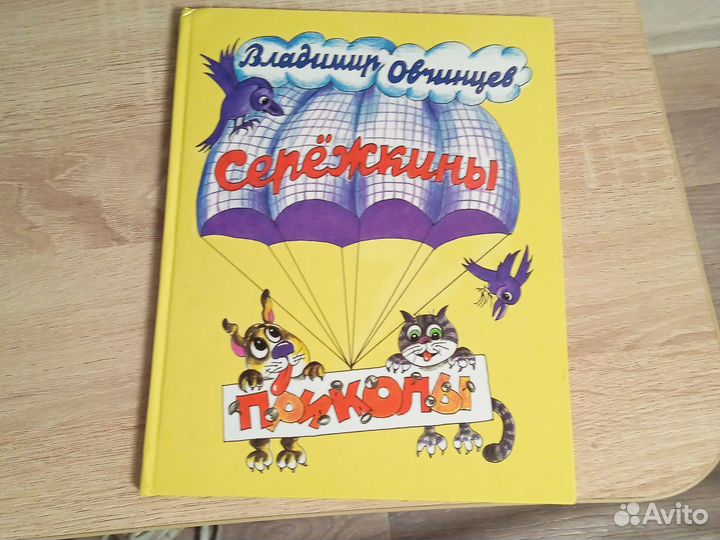 Владимир Овчинцев
Серёжкины
приколы
Avito